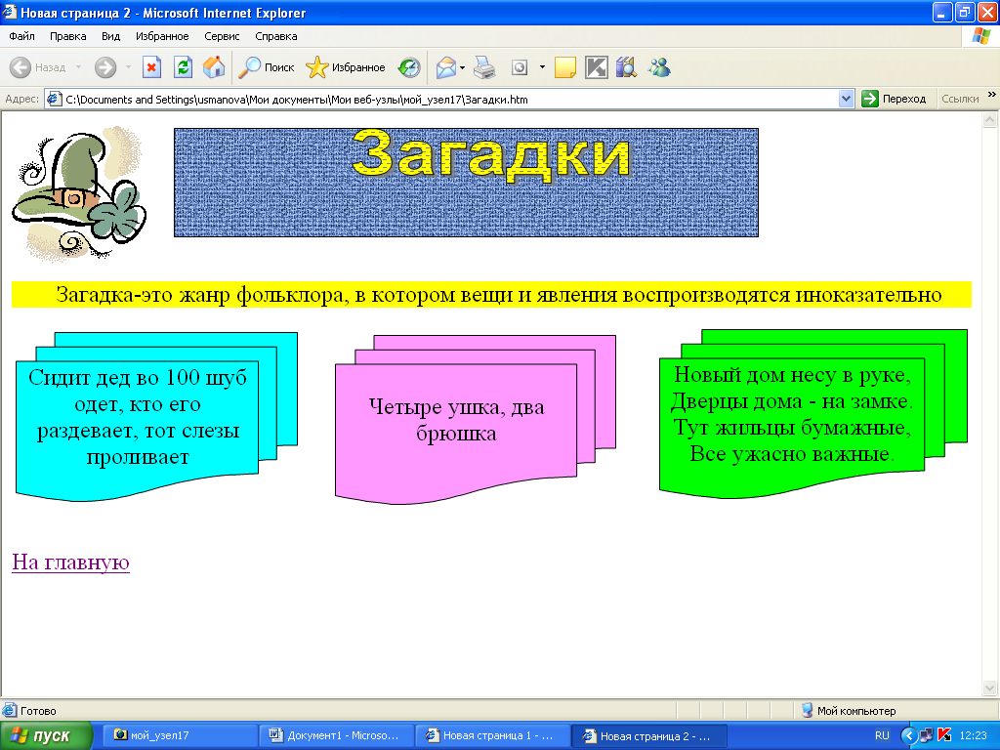 Новая страница 2 - Microsoft Internet Explorer
Файл Правка Вид Избранное Сервис Справка
Назад Поиск Избранное
Адрес: C:\Documents and Settings\usmanova\Мои документы\Мои веб-узлы\мой_узел17\Загадки.htm Переход Ссылки »
Загадки
Загадка-это жанр фольклора, в котором вещи и явления воспроизводятся иноказательно
Сидит дед во 100 шуб
одет, кто его
раздевает, тот слезы
проливает
Четыре ушка, два
брюшка
Новый дом несу в руке,
Дверцы дома - на замке.
Тут жильцы бумажные,
Все ужасно важные.
На главную
Готово Мой компьютер
пуск мой_узел17 Документ1 - Microso... Новая страница 1 - ... Новая страница 2 - ... RU 12:23